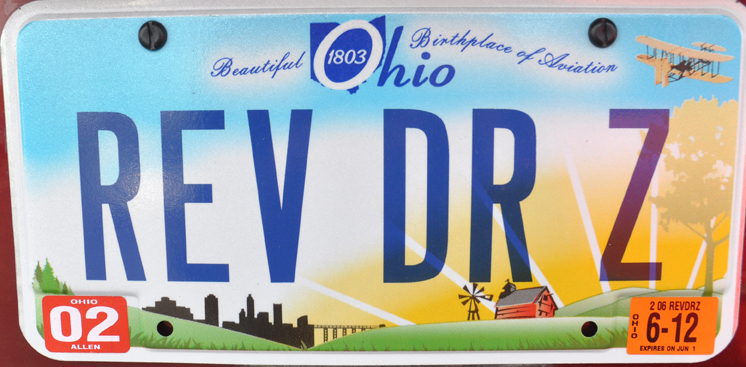 Beautiful 1803 Ohio Birthplace of Aviation
REV DR Z
OHIO
02
ALLEN
2 06 REVDRZ
OHIO 6-12
EXPIRES ON JUN 1